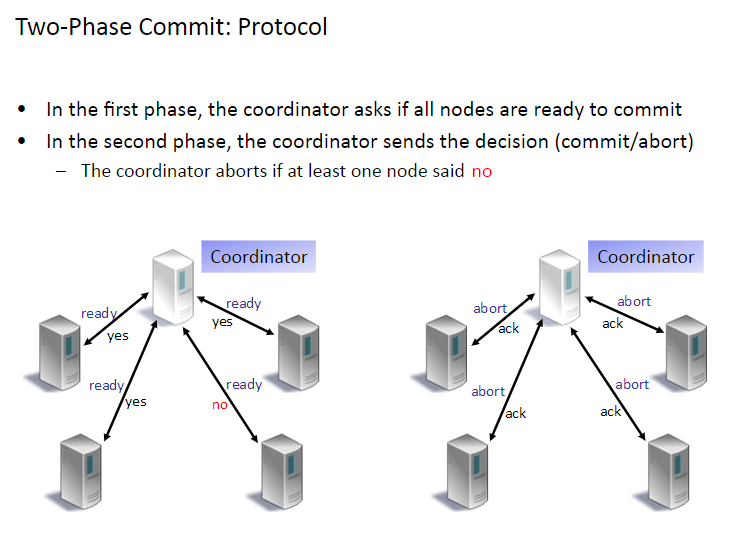 Two-Phase Commit: Protocol
• In the first phase, the coordinator asks if all nodes are ready to commit
• In the second phase, the coordinator sends the decision (commit/abort)
– The coordinator aborts if at least one node said no
Coordinator
ready
yes
ready
yes
ready
yes
ready
no
Coordinator
abort
ack
abort
ack
abort
ack
abort
ack